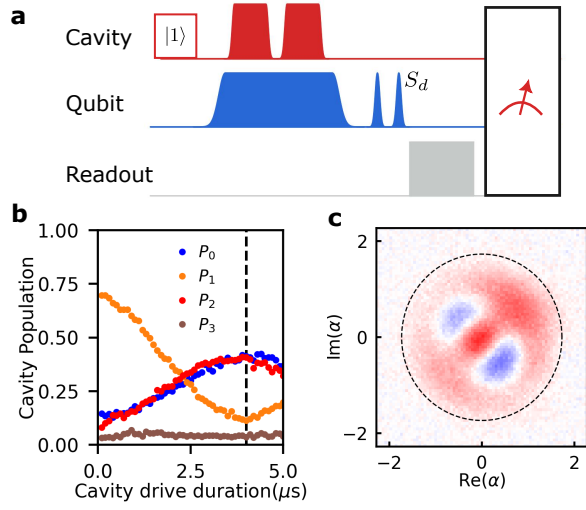 a
Cavity
|1⟩
Qubit
S_d
Readout
b
1.00
0.75
0.50
0.25
0.00
Cavity Population
P_0
P_1
P_2
P_3
0.0
2.5
5.0
Cavity drive duration(μs)
c
2
0
−2
Im(α)
−2
0
2
Re(α)